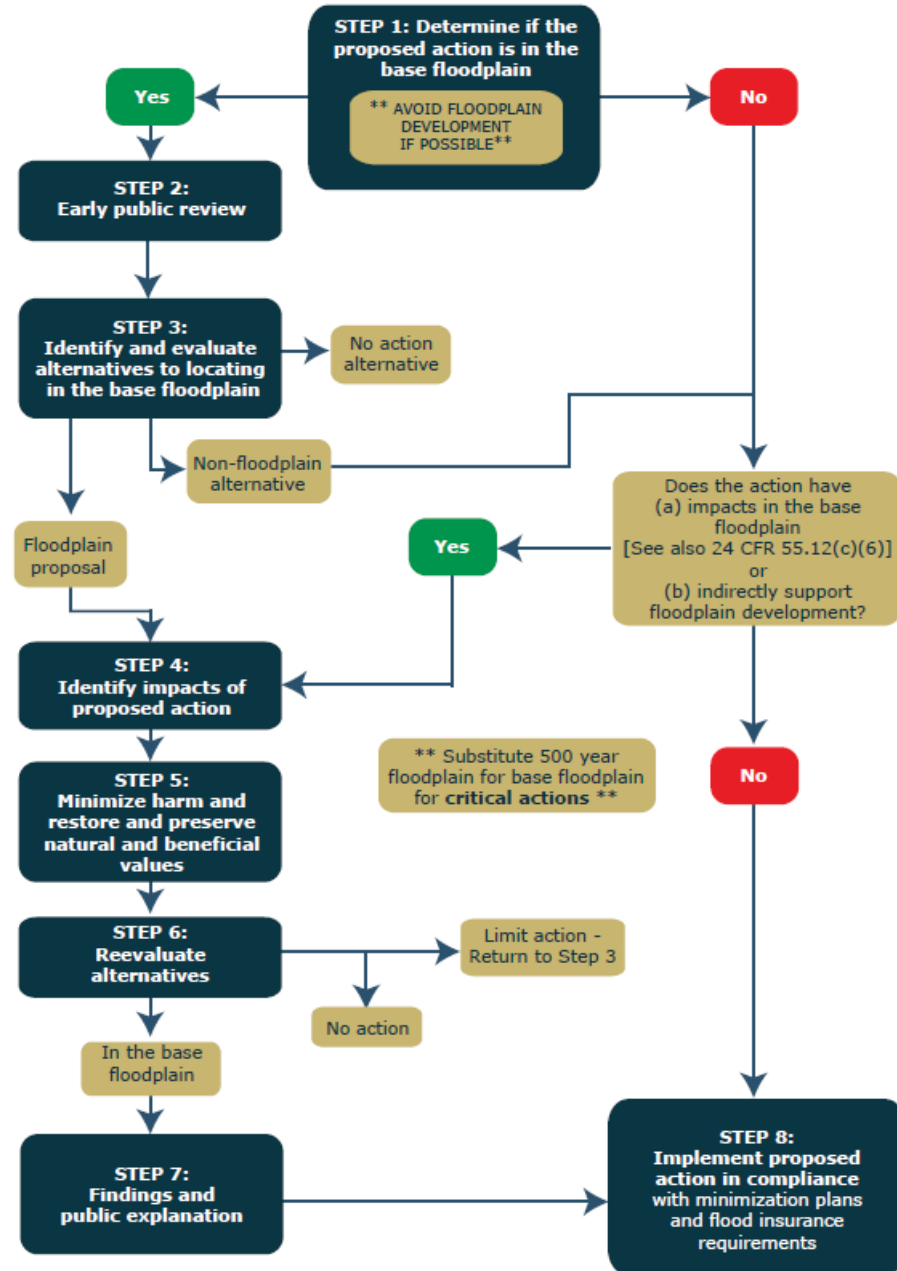 STEP 1: Determine if the
proposed action is in the
base floodplain
** AVOID FLOODPLAIN
DEVELOPMENT
IF POSSIBLE**
Yes
No
STEP 2:
Early public review
STEP 3:
Identify and evaluate
alternatives to locating
in the base floodplain
No action
alternative
Non-floodplain
alternative
Floodplain
proposal
Does the action have
(a) impacts in the base
floodplain
[See also 24 CFR 55.12(c)(6)]
or
(b) indirectly support
floodplain development?
Yes
STEP 4:
Identify impacts of
proposed action
** Substitute 500 year
floodplain for base floodplain
for critical actions **
No
STEP 5:
Minimize harm and
restore and preserve
natural and beneficial
values
STEP 6:
Reevaluate
alternatives
Limit action -
Return to Step 3
No action
In the base
floodplain
STEP 7:
Findings and
public explanation
STEP 8:
Implement proposed
action in compliance
with minimization plans
and flood insurance
requirements